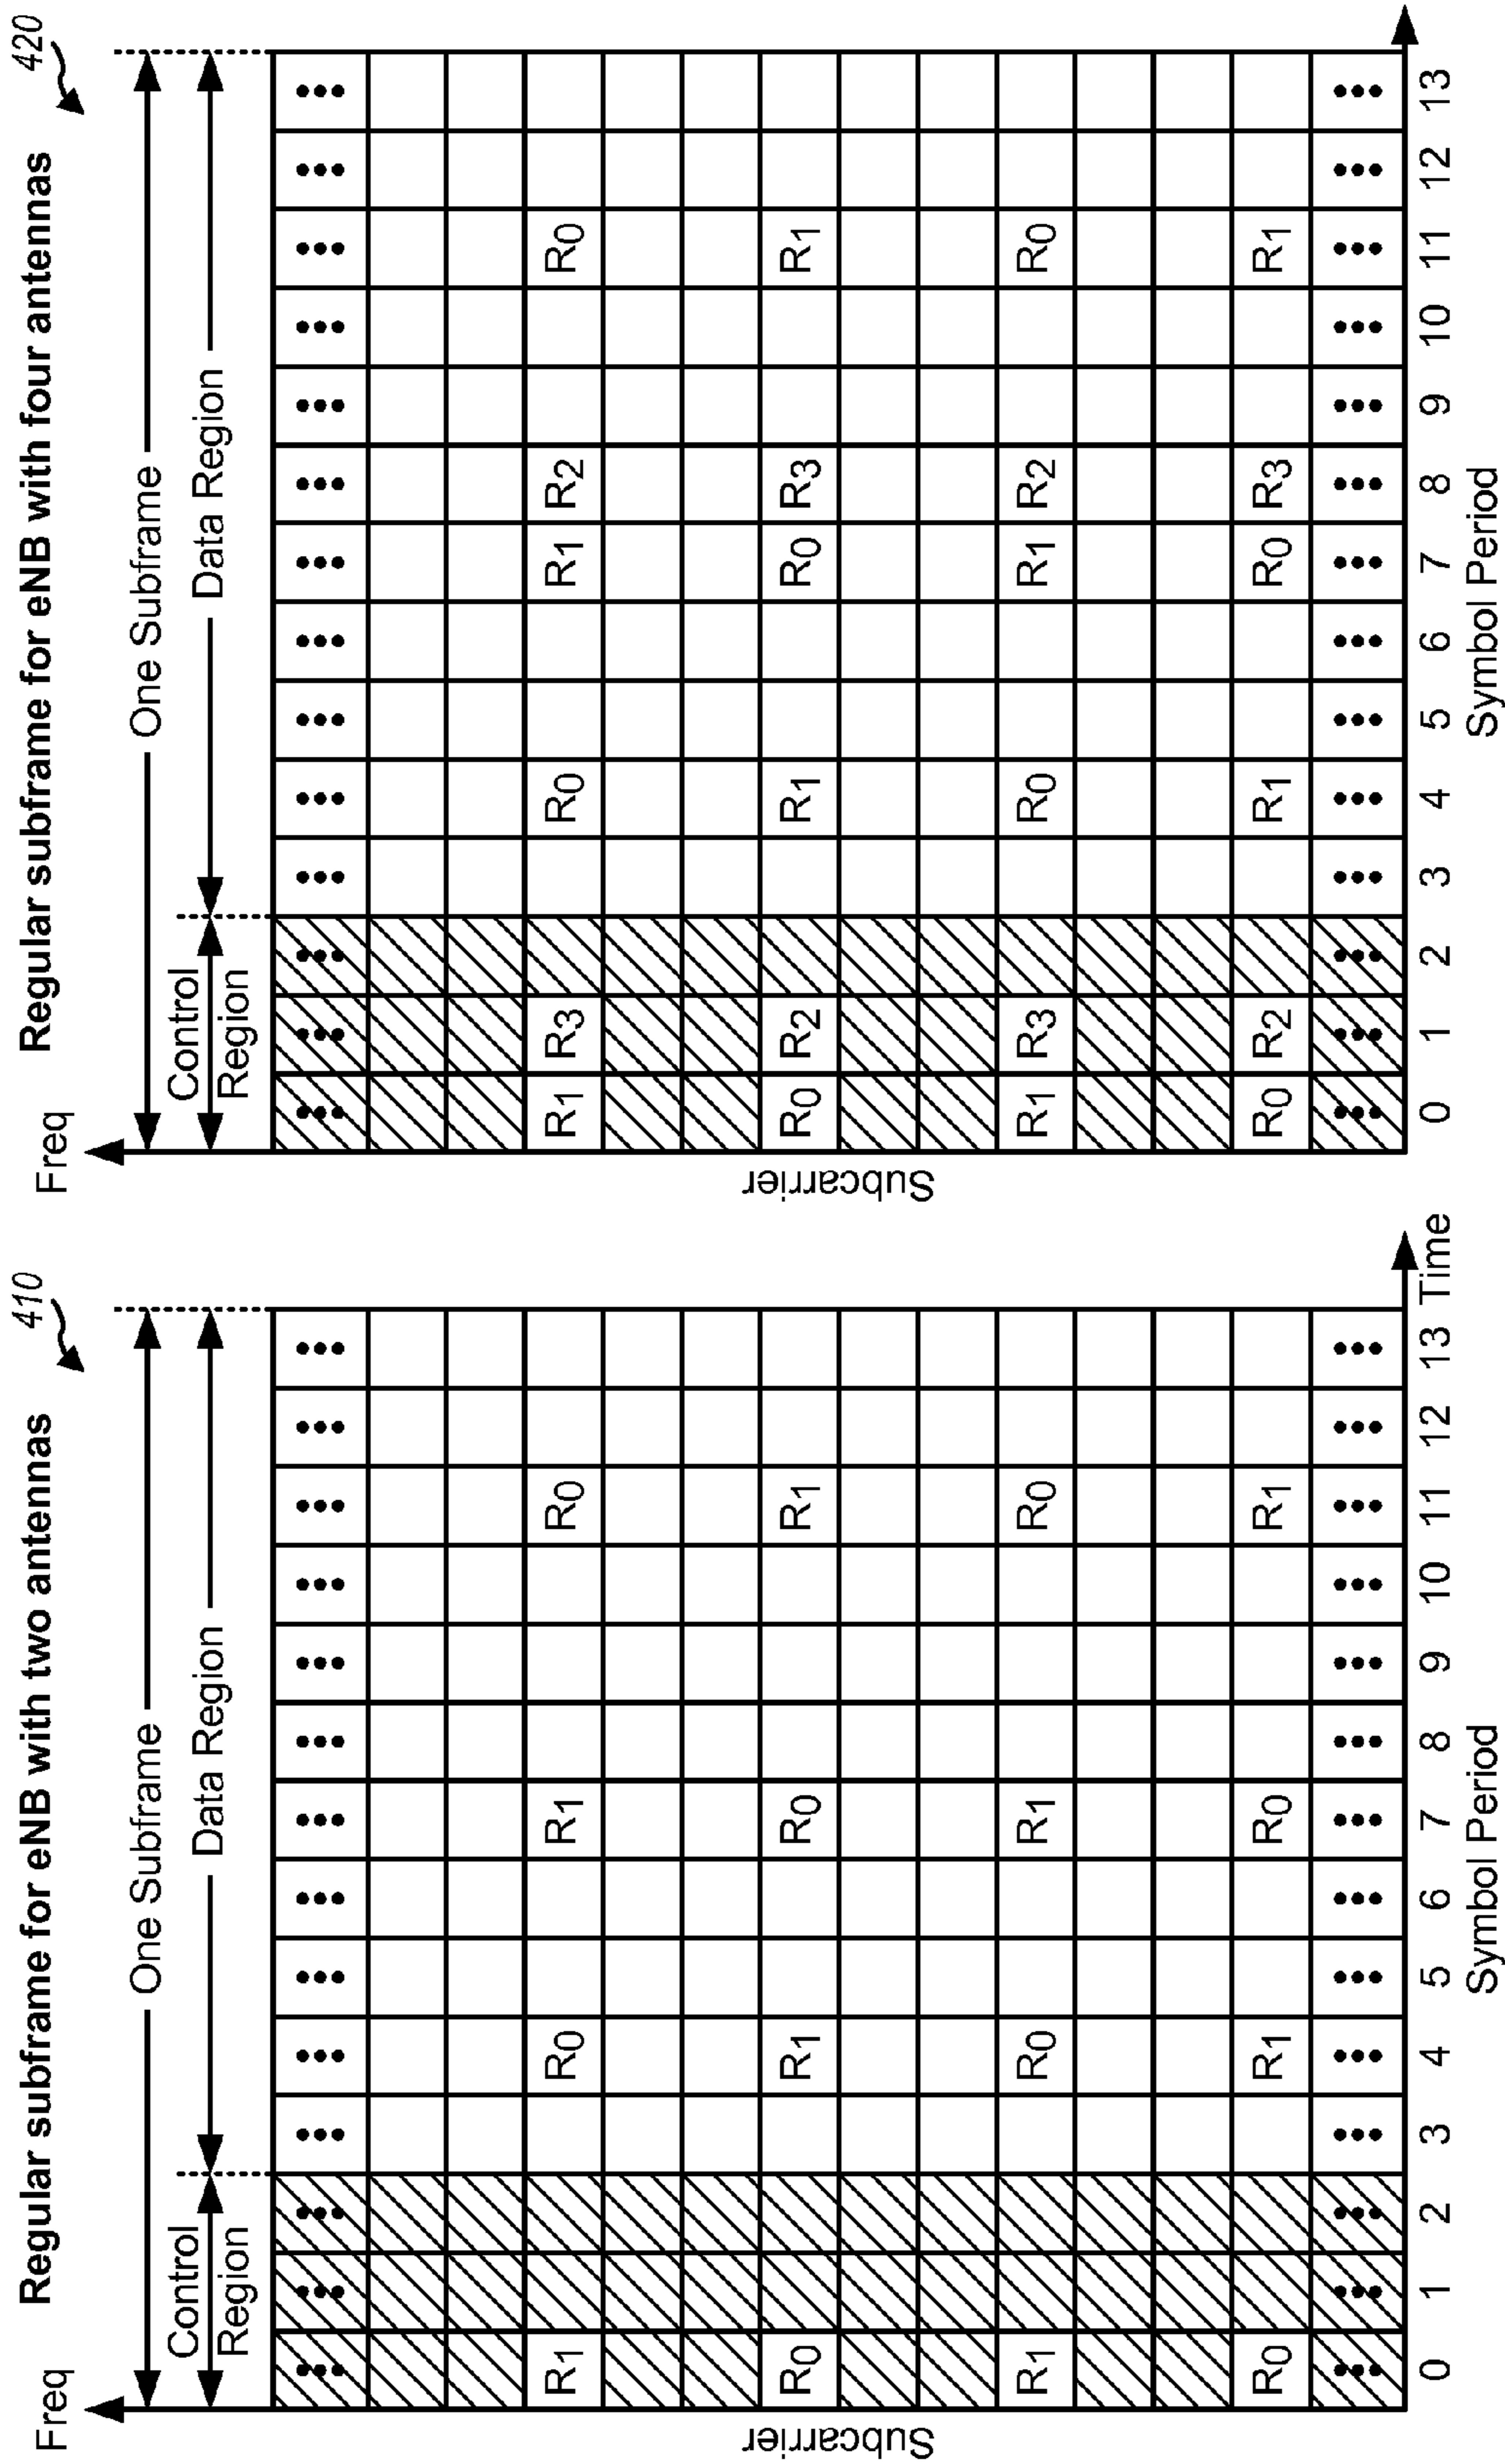 Regular subframe for eNB with two antennas
410
Freq
One Subframe
Control
Region
Data Region
Subcarrier
... ... ... ... ... ... ... ... ... ... ... ... ... ...
R1 R0 R1 R0
R0 R1 R0 R1
R1 R0 R1 R0
R0 R1 R0 R1
... ... ... ... ... ... ... ... ... ... ... ... ... ...
0 1 2 3 4 5 6 7 8 9 10 11 12 13
Time
Symbol Period
Regular subframe for eNB with four antennas
420
Freq
One Subframe
Control
Region
Data Region
Subcarrier
... ... ... ... ... ... ... ... ... ... ... ... ... ...
R1 R3 R0 R1 R2 R0
R0 R2 R1 R0 R3 R1
R1 R3 R0 R1 R2 R0
R0 R2 R1 R0 R3 R1
... ... ... ... ... ... ... ... ... ... ... ... ... ...
0 1 2 3 4 5 6 7 8 9 10 11 12 13
Symbol Period